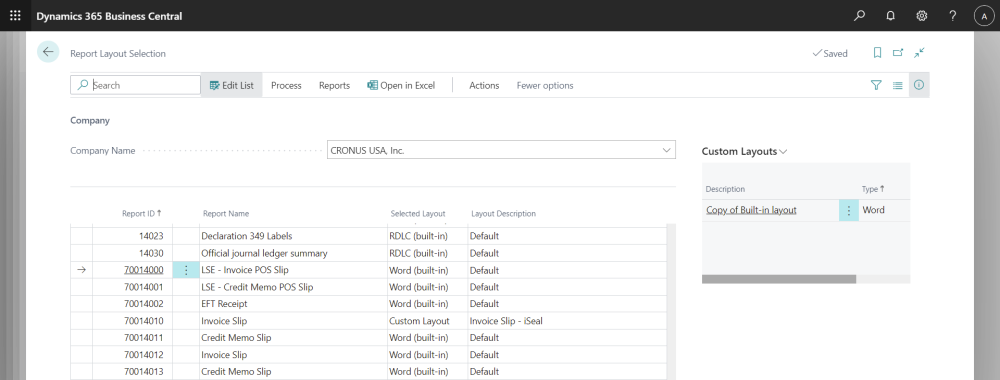 Dynamics 365 Business Central
?
A
Report Layout Selection
Saved
Search
Edit List Process Reports Open in Excel Actions Fewer options
Company
Company Name CRONUS USA, Inc.
Custom Layouts
Description Type ↑
Copy of Built-in layout Word
Report ID ↑ Report Name Selected Layout Layout Description
14023 Declaration 349 Labels RDLC (built-in) Default
14030 Official journal ledger summary RDLC (built-in) Default
70014000 LSE - Invoice POS Slip Word (built-in) Default
70014001 LSE - Credit Memo POS Slip Word (built-in) Default
70014002 EFT Receipt Word (built-in) Default
70014010 Invoice Slip Custom Layout Invoice Slip - iSeal
70014011 Credit Memo Slip Word (built-in) Default
70014012 Invoice Slip Word (built-in) Default
70014013 Credit Memo Slip Word (built-in) Default